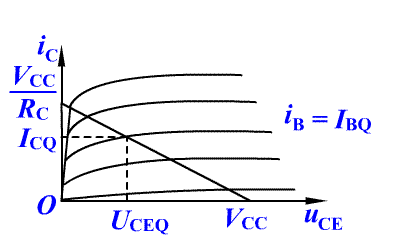 iC
VCC
RC
iB = IBQ
ICQ
O
UCEQ
VCC
uCE